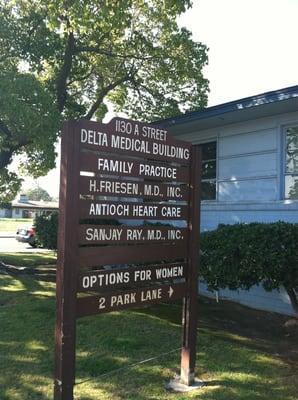 1130 A STREET
DELTA MEDICAL BUILDING
FAMILY PRACTICE
H. FRIESEN, M.D., INC.
ANTIOCH HEART CARE
SANJAY RAY, M.D., INC.
OPTIONS FOR WOMEN
2 PARK LANE →